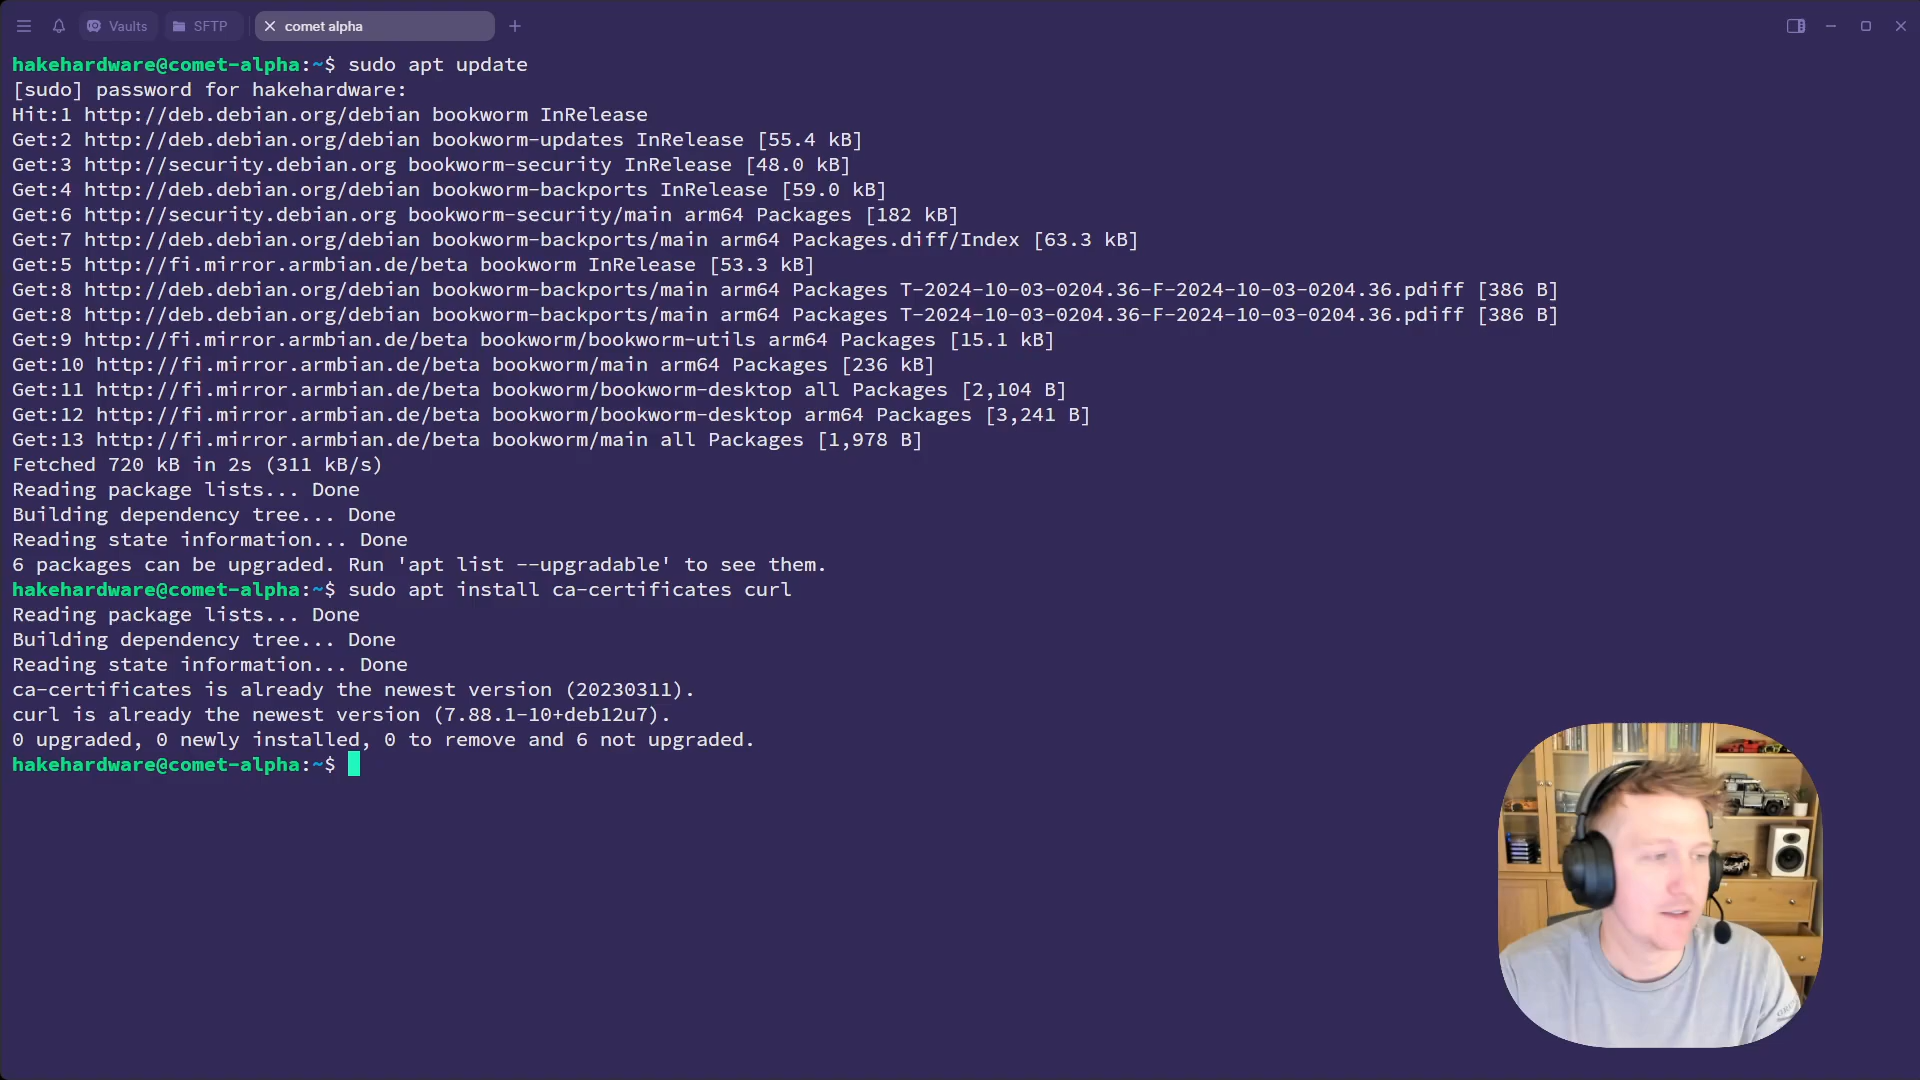 Vaults SFTP comet alpha
hakehardware@comet-alpha:~$ sudo apt update
[sudo] password for hakehardware:
Hit:1 http://deb.debian.org/debian bookworm InRelease
Get:2 http://deb.debian.org/debian bookworm-updates InRelease [55.4 kB]
Get:3 http://security.debian.org bookworm-security InRelease [48.0 kB]
Get:4 http://deb.debian.org/debian bookworm-backports InRelease [59.0 kB]
Get:6 http://security.debian.org bookworm-security/main arm64 Packages [182 kB]
Get:7 http://deb.debian.org/debian bookworm-backports/main arm64 Packages.diff/Index [63.3 kB]
Get:5 http://fi.mirror.armbian.de/beta bookworm InRelease [53.3 kB]
Get:8 http://deb.debian.org/debian bookworm-backports/main arm64 Packages T-2024-10-03-0204.36-F-2024-10-03-0204.36.pdiff [386 B]
Get:8 http://deb.debian.org/debian bookworm-backports/main arm64 Packages T-2024-10-03-0204.36-F-2024-10-03-0204.36.pdiff [386 B]
Get:9 http://fi.mirror.armbian.de/beta bookworm/bookworm-utils arm64 Packages [15.1 kB]
Get:10 http://fi.mirror.armbian.de/beta bookworm/main arm64 Packages [236 kB]
Get:11 http://fi.mirror.armbian.de/beta bookworm/bookworm-desktop all Packages [2,104 B]
Get:12 http://fi.mirror.armbian.de/beta bookworm/bookworm-desktop arm64 Packages [3,241 B]
Get:13 http://fi.mirror.armbian.de/beta bookworm/main all Packages [1,978 B]
Fetched 720 kB in 2s (311 kB/s)
Reading package lists... Done
Building dependency tree... Done
Reading state information... Done
6 packages can be upgraded. Run 'apt list --upgradable' to see them.
hakehardware@comet-alpha:~$ sudo apt install ca-certificates curl
Reading package lists... Done
Building dependency tree... Done
Reading state information... Done
ca-certificates is already the newest version (20230311).
curl is already the newest version (7.88.1-10+deb12u7).
0 upgraded, 0 newly installed, 0 to remove and 6 not upgraded.
hakehardware@comet-alpha:~$